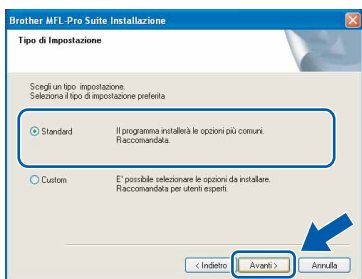 Brother MFL-Pro Suite Installazione
Tipo di Impostazione
Scegli un tipo impostazione.
Seleziona il tipo di impostazione preferita
Standard
Il programma installerà le opzioni più comuni.
Raccomandata.
Custom
E' possibile selezionare le opzioni da installare.
Raccomandata per utenti esperti.
< Indietro Avanti > Annulla